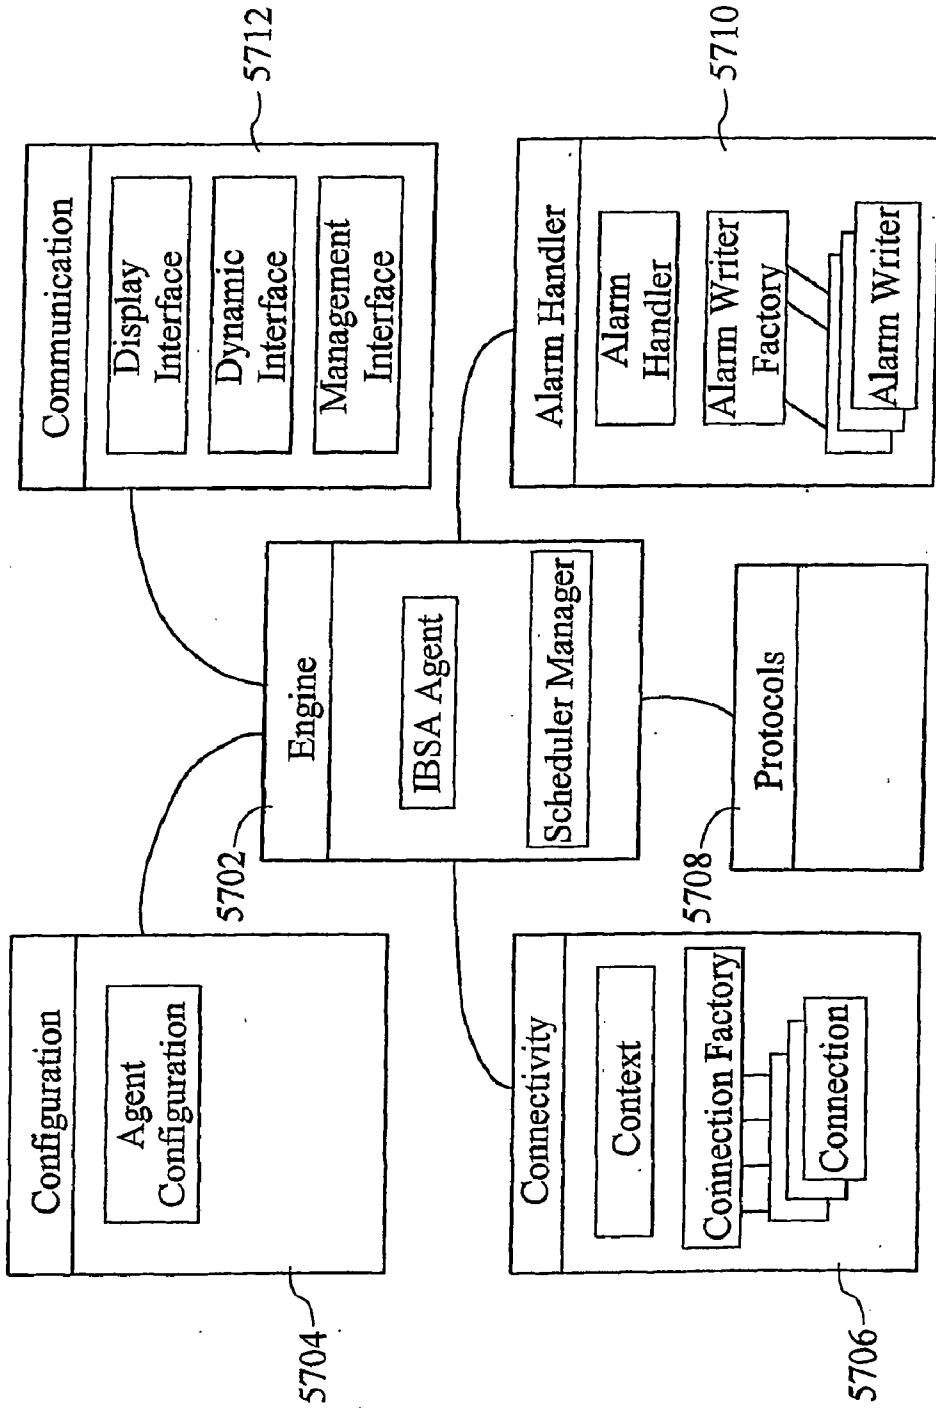 Configuration
Agent
Configuration
5704
Communication
Display
Interface
Dynamic
Interface
Management
Interface
5712
5702
Engine
IBSA Agent
Scheduler Manager
Connectivity
Context
Connection Factory
Connection
5706
5708
Protocols
Alarm Handler
Alarm
Handler
Alarm Writer
Factory
Alarm Writer
5710